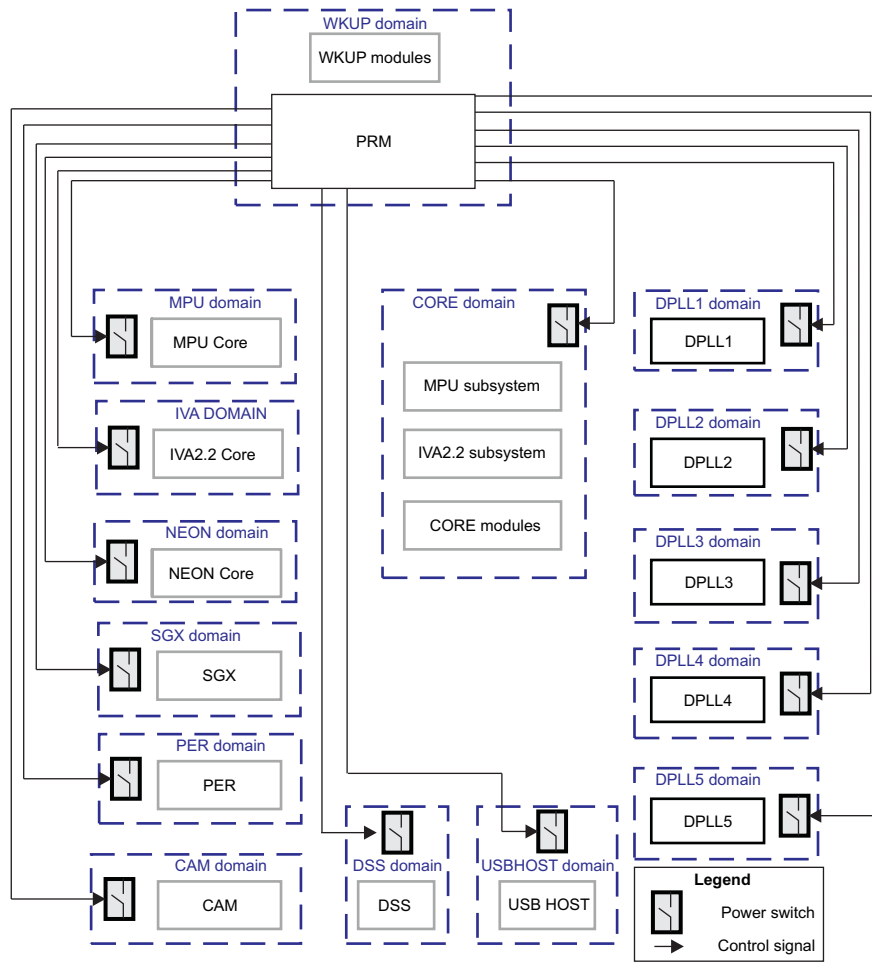 WKUP domain
WKUP modules
PRM
MPU domain
MPU Core
IVA DOMAIN
IVA2.2 Core
NEON domain
NEON Core
SGX domain
SGX
PER domain
PER
CAM domain
CAM
CORE domain
MPU subsystem
IVA2.2 subsystem
CORE modules
DSS domain
DSS
USBHOST domain
USB HOST
DPLL1 domain
DPLL1
DPLL2 domain
DPLL2
DPLL3 domain
DPLL3
DPLL4 domain
DPLL4
DPLL5 domain
DPLL5
Legend
Power switch
Control signal